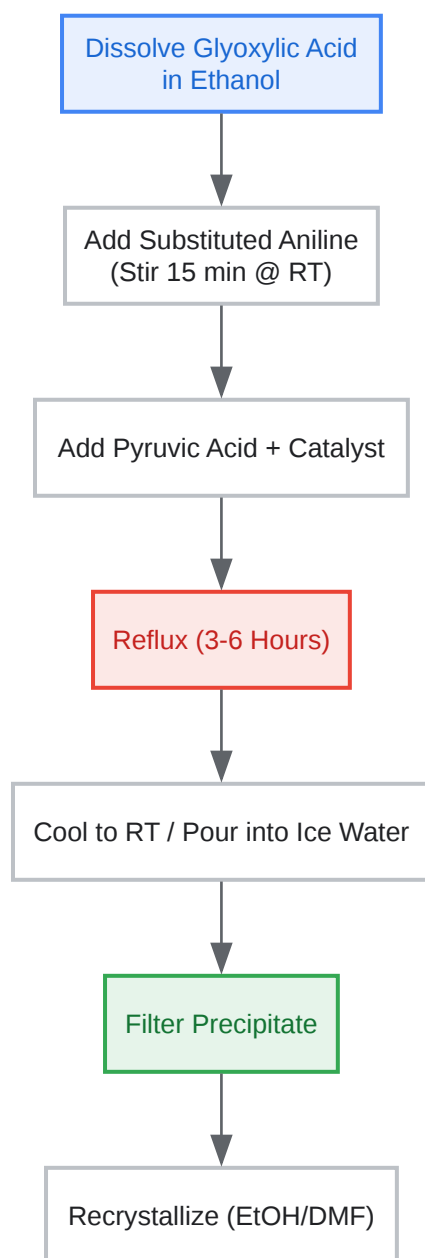 Dissolve Glyoxylic Acid
in Ethanol
Add Substituted Aniline
(Stir 15 min @ RT)
Add Pyruvic Acid + Catalyst
Reflux (3-6 Hours)
Cool to RT / Pour into Ice Water
Filter Precipitate
Recrystallize (EtOH/DMF)